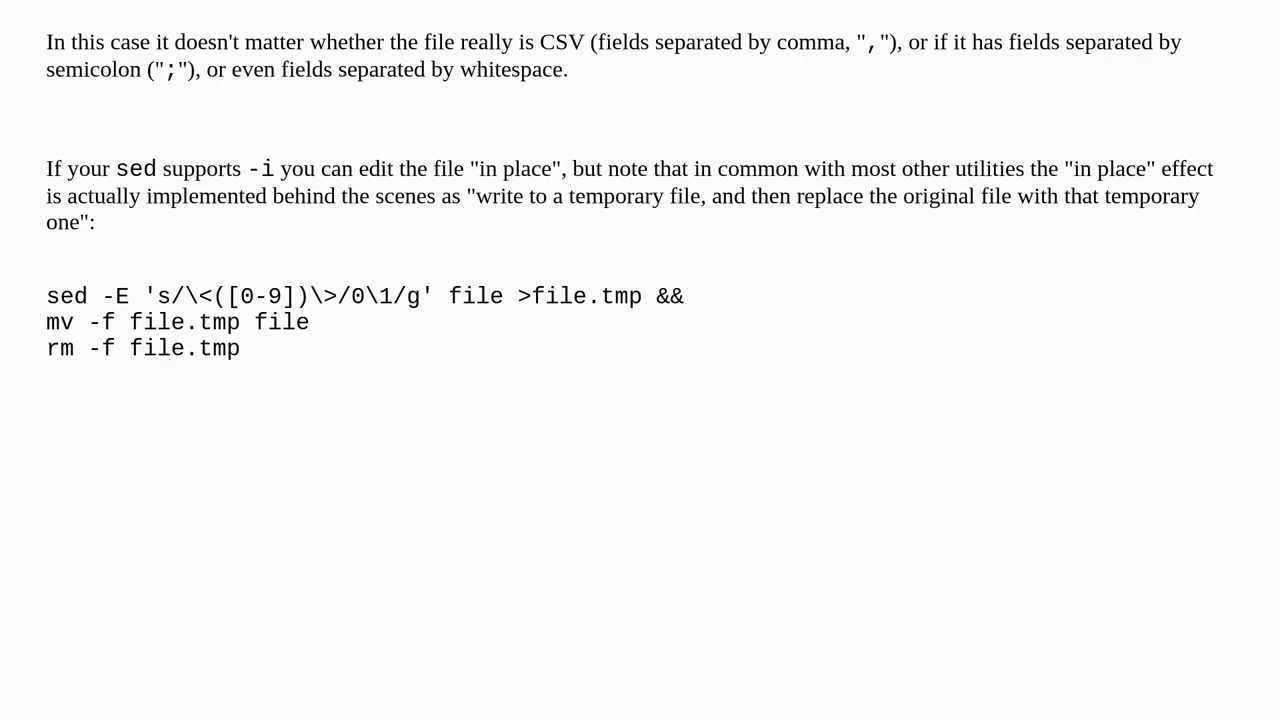 In this case it doesn't matter whether the file really is CSV (fields separated by comma, ","), or if it has fields separated by
semicolon (";"), or even fields separated by whitespace.
If your sed supports -i you can edit the file "in place", but note that in common with most other utilities the "in place" effect
is actually implemented behind the scenes as "write to a temporary file, and then replace the original file with that temporary
one":
sed -E 's/\<([0-9])\>/0\1/g' file >file.tmp &&
mv -f file.tmp file
rm -f file.tmp